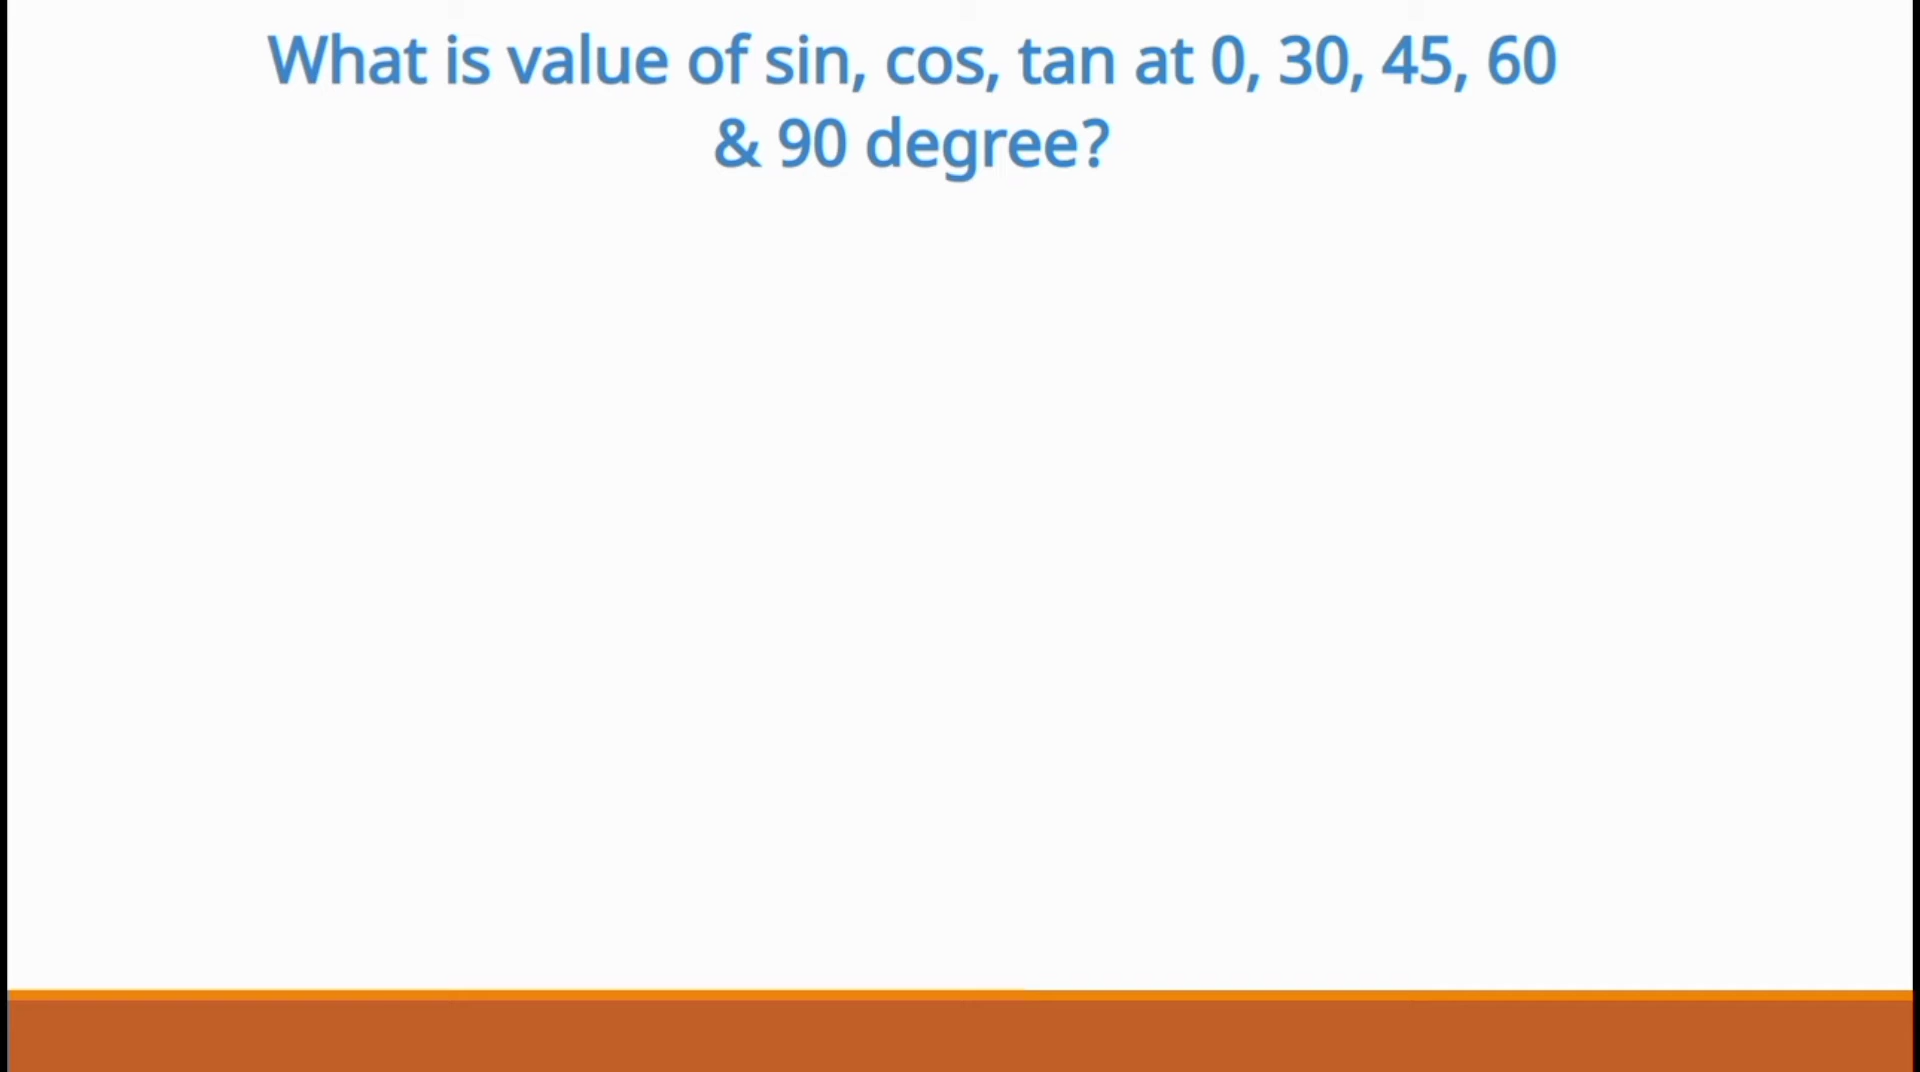 What is value of sin, cos, tan at 0, 30, 45, 60
& 90 degree?